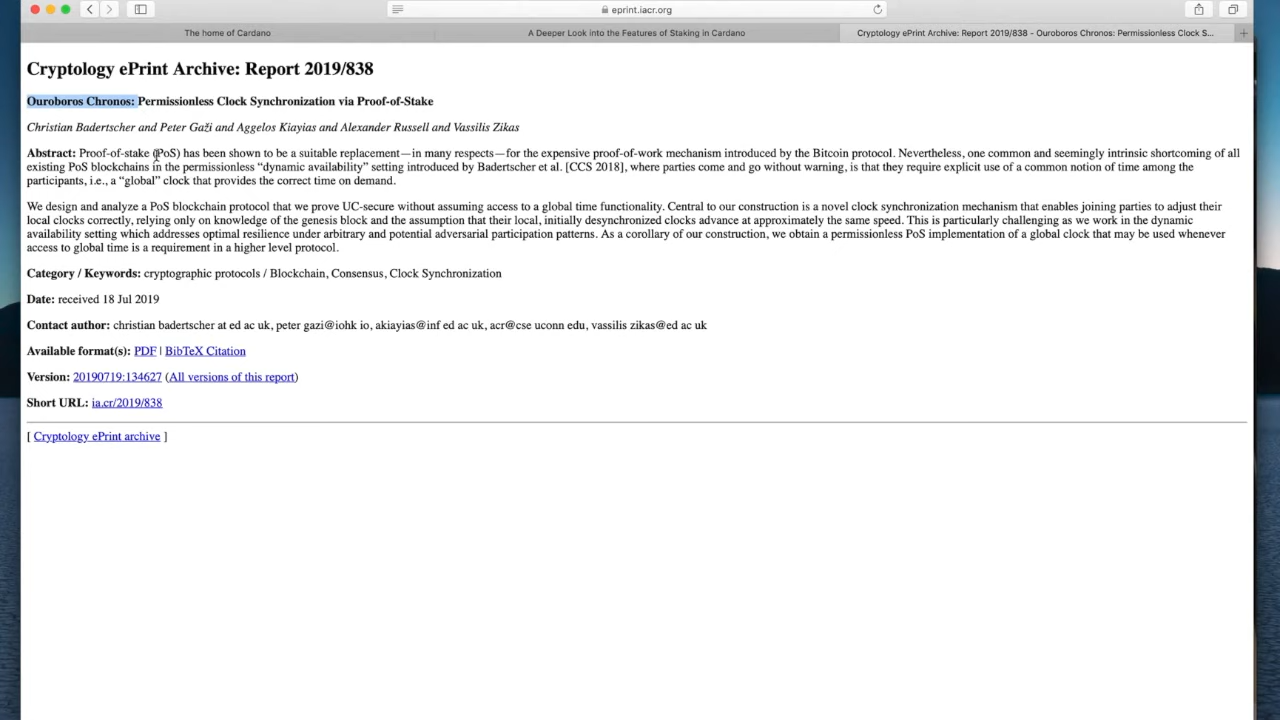 eprint.iacr.org
The home of Cardano
A Deeper Look into the Features of Staking in Cardano
Cryptology ePrint Archive: Report 2019/838 - Ouroboros Chronos: Permissionless Clock S...
Cryptology ePrint Archive: Report 2019/838
Ouroboros Chronos: Permissionless Clock Synchronization via Proof-of-Stake
Christian Badertscher and Peter Gaži and Aggelos Kiayias and Alexander Russell and Vassilis Zikas
Abstract: Proof-of-stake (PoS) has been shown to be a suitable replacement—in many respects—for the expensive proof-of-work mechanism introduced by the Bitcoin protocol. Nevertheless, one common and seemingly intrinsic shortcoming of all
existing PoS blockchains in the permissionless “dynamic availability” setting introduced by Badertscher et al. [CCS 2018], where parties come and go without warning, is that they require explicit use of a common notion of time among the
participants, i.e., a “global” clock that provides the correct time on demand.
We design and analyze a PoS blockchain protocol that we prove UC-secure without assuming access to a global time functionality. Central to our construction is a novel clock synchronization mechanism that enables joining parties to adjust their
local clocks correctly, relying only on knowledge of the genesis block and the assumption that their local, initially desynchronized clocks advance at approximately the same speed. This is particularly challenging as we work in the dynamic
availability setting which addresses optimal resilience under arbitrary and potential adversarial participation patterns. As a corollary of our construction, we obtain a permissionless PoS implementation of a global clock that may be used whenever
access to global time is a requirement in a higher level protocol.
Category / Keywords: cryptographic protocols / Blockchain, Consensus, Clock Synchronization
Date: received 18 Jul 2019
Contact author: christian badertscher at ed ac uk, peter gazi@iohk io, akiayias@inf ed ac uk, acr@cse uconn edu, vassilis zikas@ed ac uk
Available format(s): PDF | BibTeX Citation
Version: 20190719:134627 (All versions of this report)
Short URL: ia.cr/2019/838
[ Cryptology ePrint archive ]